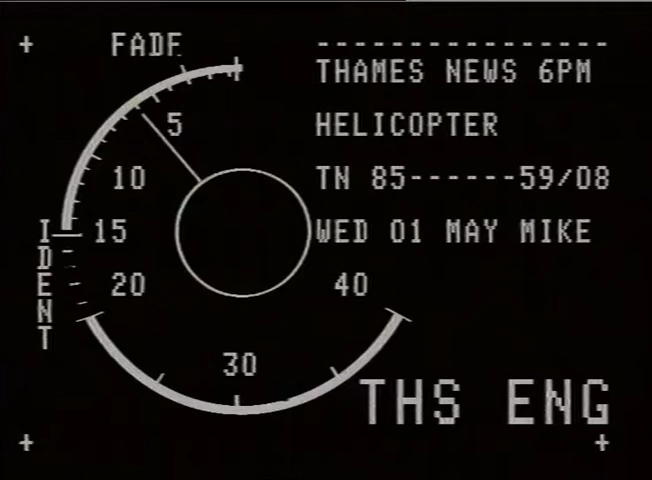 FADE
----------------
THAMES NEWS 6PM
5
HELICOPTER
10
TN 85------59/08
IDENT
15
WED 01 MAY MIKE
20
40
30
THS ENG